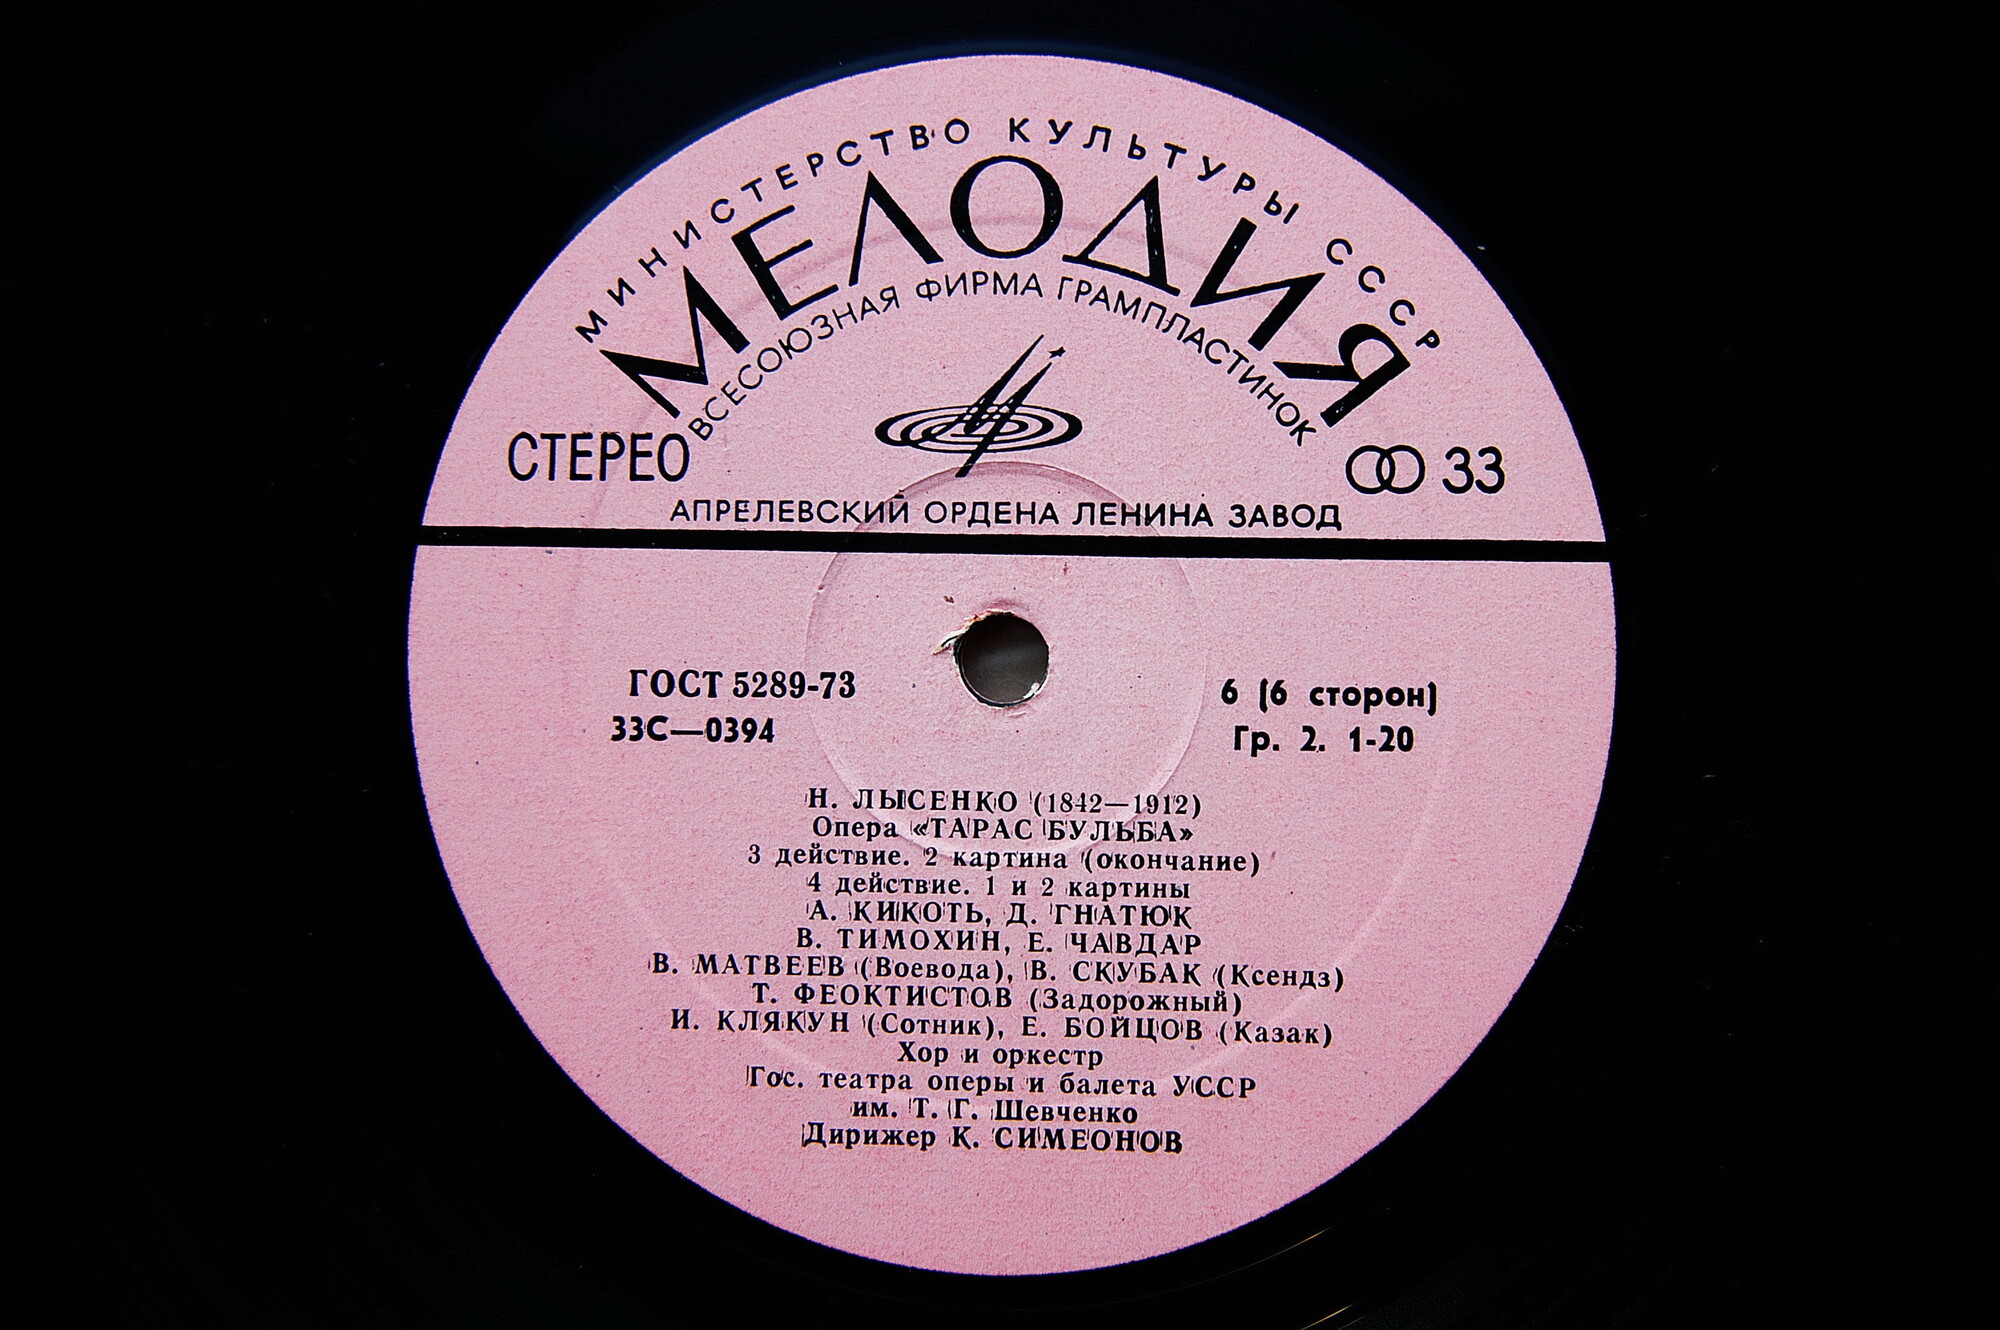 МИНИСТЕРСТВО КУЛЬТУРЫ СССР
МЕЛОДИЯ
ВСЕСОЮЗНАЯ ФИРМА ГРАМПЛАСТИНОК
СТЕРЕО
33
АПРЕЛЕВСКИЙ ОРДЕНА ЛЕНИНА ЗАВОД
ГОСТ 5289-73
6 (6 сторон)
33С—0394
Гр. 2. 1-20
Н. ЛЫСЕНКО (1842—1912)
Опера «ТАРАС БУЛЬБА»
3 действие. 2 картина (окончание)
4 действие. 1 и 2 картины
А. КИКОТЬ, Д. ГНАТЮК
В. ТИМОХИН, Е. ЧАВДАР
В. МАТВЕЕВ (Воевода), В. СКУБАК (Ксендз)
Т. ФЕОКТИСТОВ (Задорожный)
И. КЛЯКУН (Сотник), Е. БОЙЦОВ (Казак)
Хор и оркестр
Гос. театра оперы и балета УССР
им. Т. Г. Шевченко
Дирижер К. СИМЕОНОВ